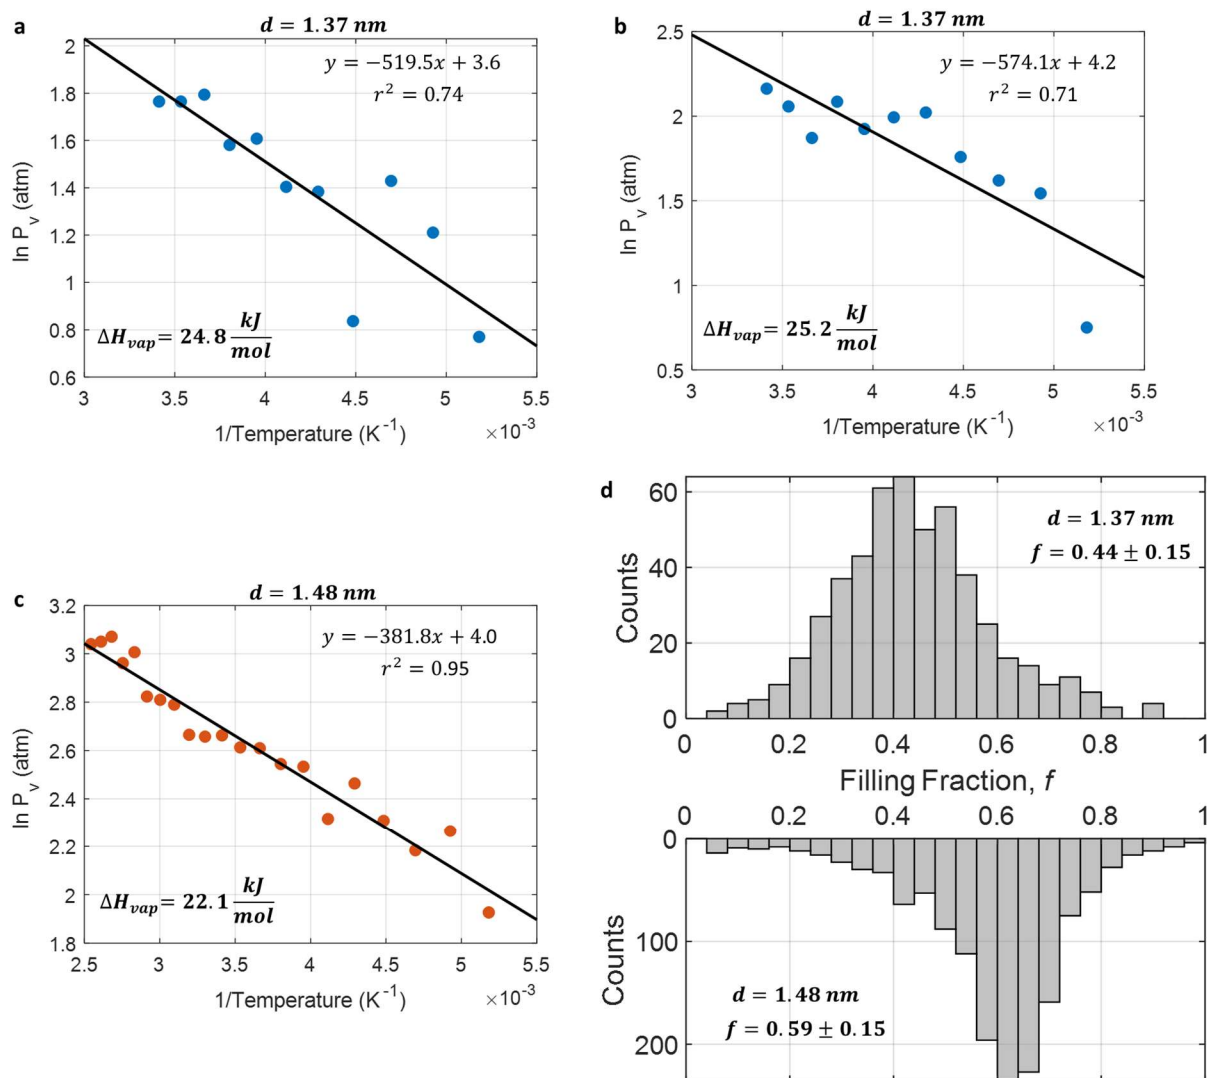 a
d = 1.37 nm
y = −519.5x + 3.6
r² = 0.74
2
1.8
1.6
1.4
1.2
1
0.8
0.6
ln P_v (atm)
ΔH_vap = 24.8 kJ/mol
3 3.5 4 4.5 5 5.5
1/Temperature (K⁻¹)
×10⁻³
b
d = 1.37 nm
y = −574.1x + 4.2
r² = 0.71
2.5
2
1.5
1
0.5
ln P_v (atm)
ΔH_vap = 25.2 kJ/mol
3 3.5 4 4.5 5 5.5
1/Temperature (K⁻¹)
×10⁻³
c
d = 1.48 nm
y = −381.8x + 4.0
r² = 0.95
3.2
3
2.8
2.6
2.4
2.2
2
1.8
ln P_v (atm)
ΔH_vap = 22.1 kJ/mol
2.5 3 3.5 4 4.5 5 5.5
1/Temperature (K⁻¹)
×10⁻³
d
d = 1.37 nm
f = 0.44 ± 0.15
60
40
20
0
Counts
0 0.2 0.4 0.6 0.8 1
Filling Fraction, f
0 0.2 0.4 0.6 0.8 1
0
100
200
Counts
d = 1.48 nm
f = 0.59 ± 0.15